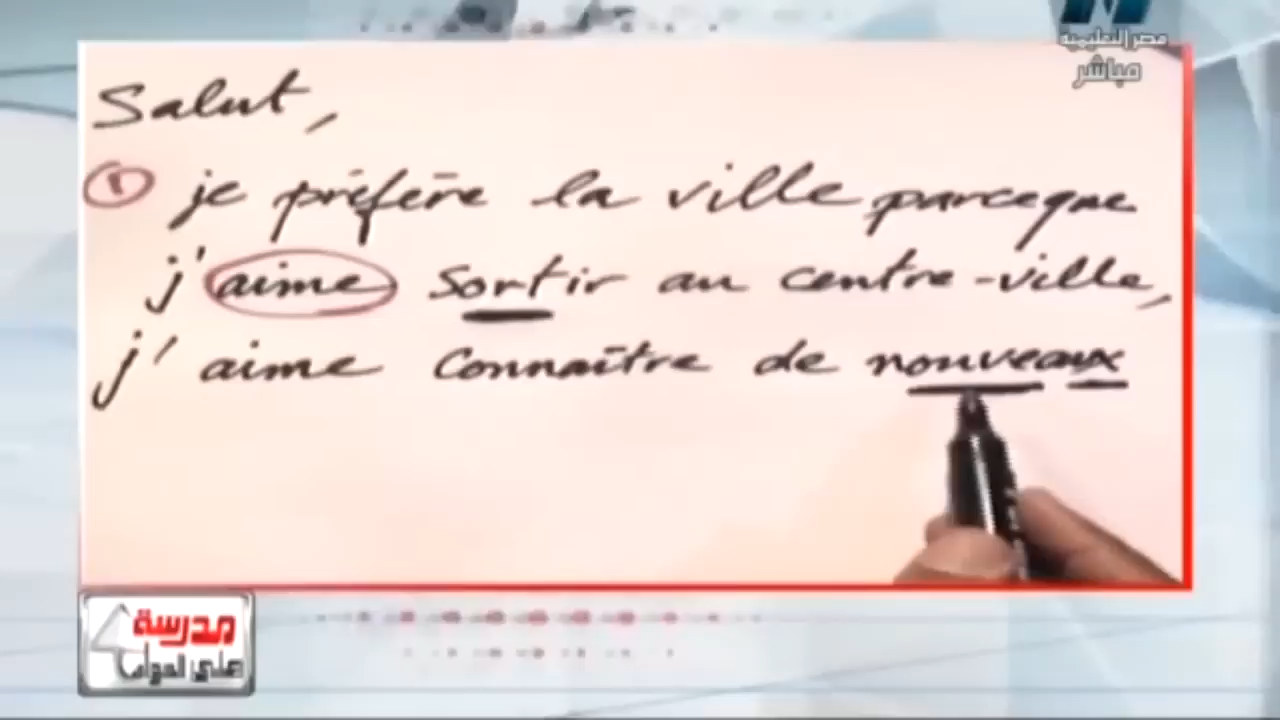 مصر التعليمية
مباشر
Salut,
① je préfère la ville parceque
j'aime sortir au centre-ville,
j'aime connaître de nouveaux
مدرسة
على الهواء